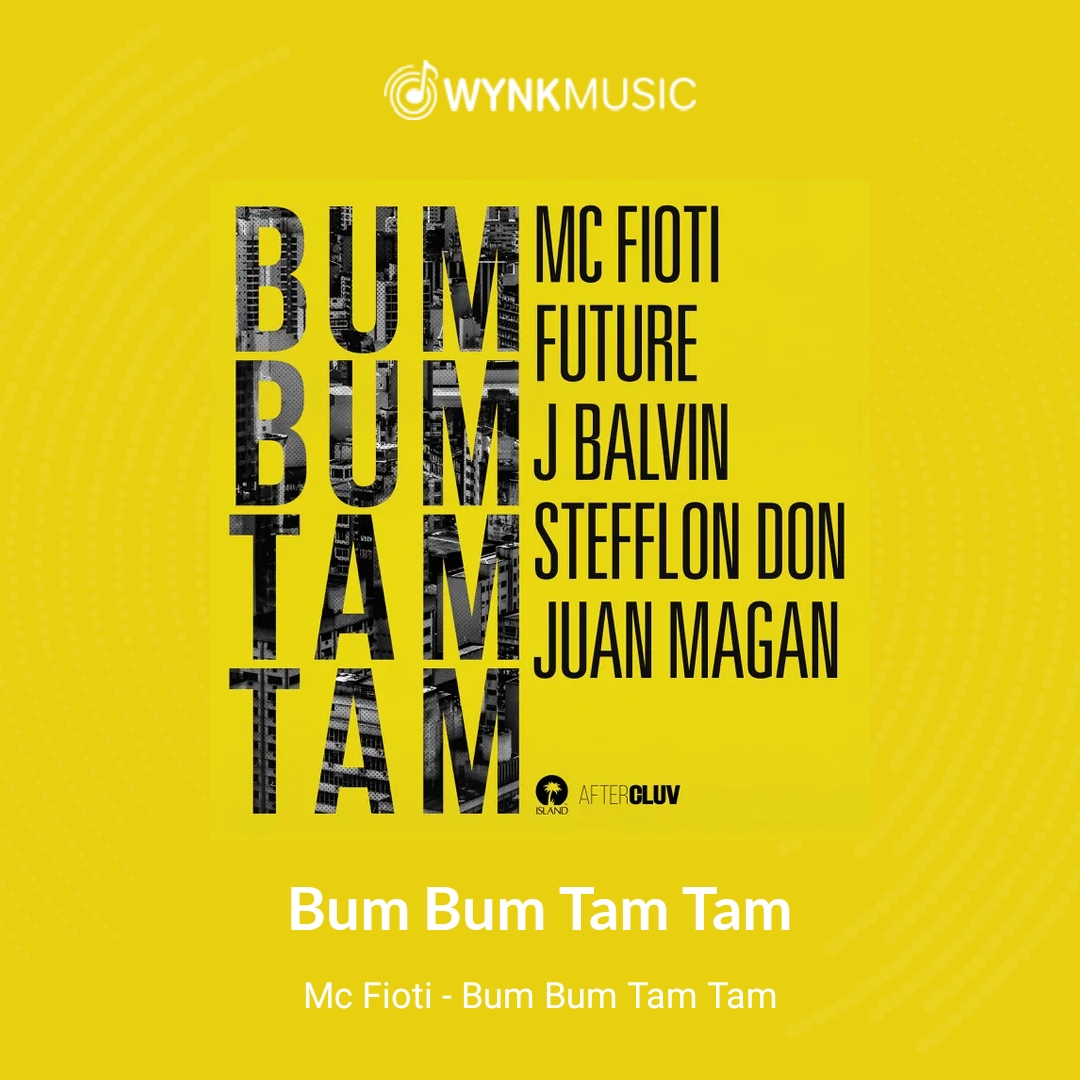 WYNKMUSIC
BUM
BUM
TAM
TAM
MC FIOTI
FUTURE
J BALVIN
STEFFLON DON
JUAN MAGAN
ISLAND
AFTERCLUV
Bum Bum Tam Tam
Mc Fioti - Bum Bum Tam Tam